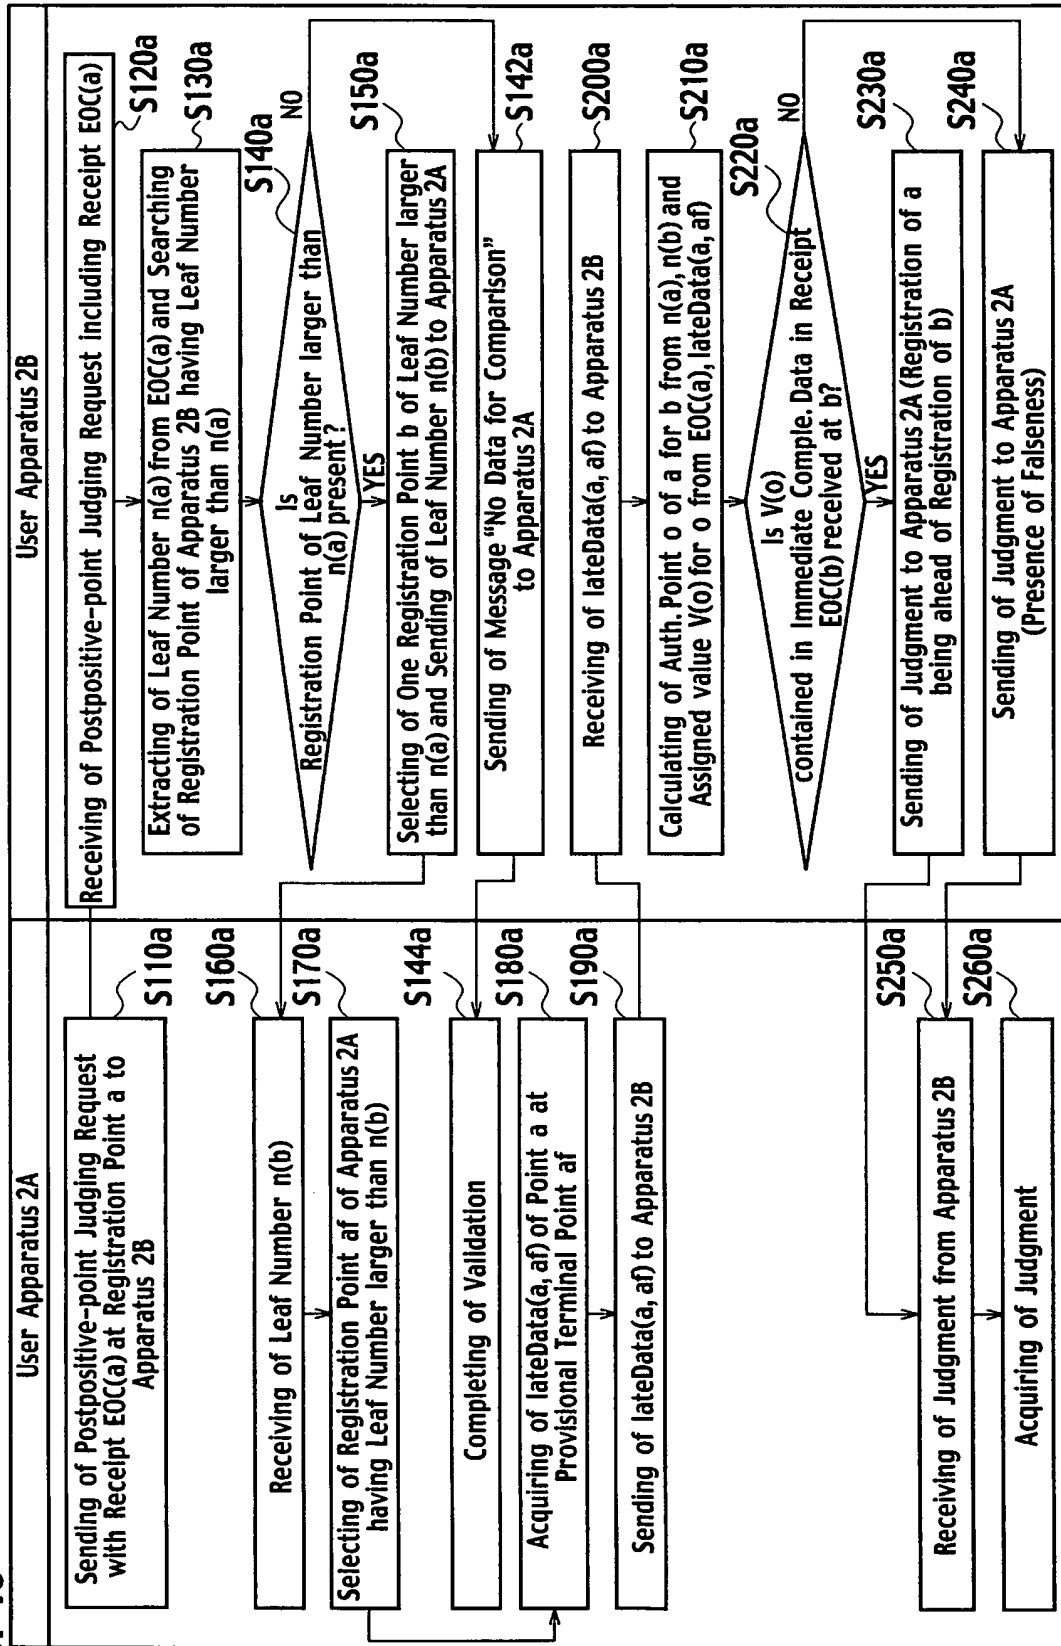 User Apparatus 2A
User Apparatus 2B
Sending of Postpositive-point Judging Request
with Receipt EOC(a) at Registration Point a to
Apparatus 2B
S110a
Receiving of Postpositive-point Judging Request including Receipt EOC(a)
S120a
Extracting of Leaf Number n(a) from EOC(a) and Searching
of Registration Point of Apparatus 2B having Leaf Number
larger than n(a)
S130a
S140a
Is
Registration Point of Leaf Number larger than
n(a) present?
NO
YES
Selecting of One Registration Point b of Leaf Number larger
than n(a) and Sending of Leaf Number n(b) to Apparatus 2A
S150a
Receiving of Leaf Number n(b)
S160a
Selecting of Registration Point af of Apparatus 2A
having Leaf Number larger than n(b)
S170a
Sending of Message “No Data for Comparison”
to Apparatus 2A
S142a
Completing of Validation
S144a
Acquiring of lateData(a, af) of Point a at
Provisional Terminal Point af
S180a
Sending of lateData(a, af) to Apparatus 2B
S190a
Receiving of lateData(a, af) to Apparatus 2B
S200a
Calculating of Auth. Point o of a for b from n(a), n(b) and
Assigned value V(o) for o from EOC(a), lateData(a, af)
S210a
S220a
Is V(o)
contained in Immediate Comple. Data in Receipt
EOC(b) received at b?
NO
YES
Sending of Judgment to Apparatus 2A (Registration of a
being ahead of Registration of b)
S230a
Sending of Judgment to Apparatus 2A
(Presence of Falseness)
S240a
Receiving of Judgment from Apparatus 2B
S250a
Acquiring of Judgment
S260a